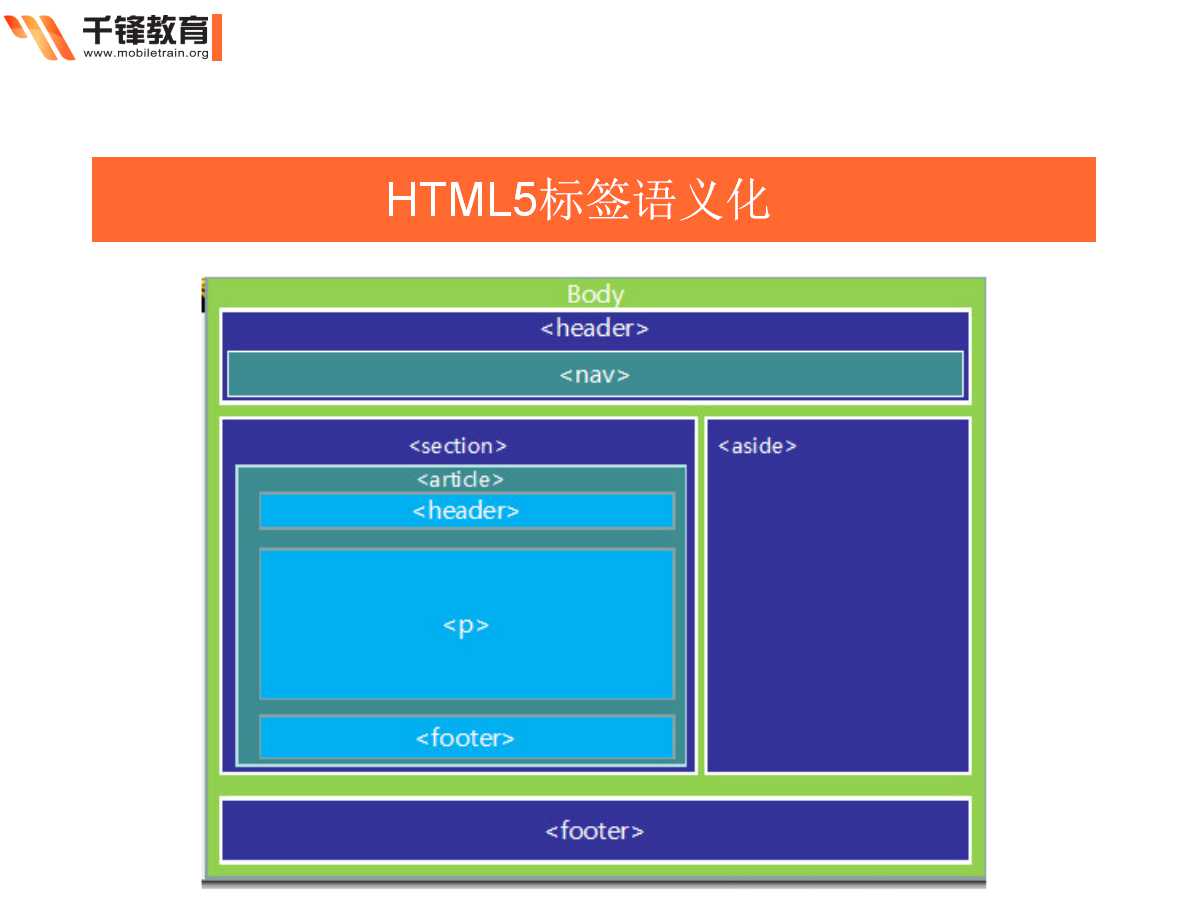 千锋教育
www.mobiletrain.org
HTML5标签语义化
Body
<header>
<nav>
<section>
<article>
<header>
<p>
<footer>
<aside>
<footer>